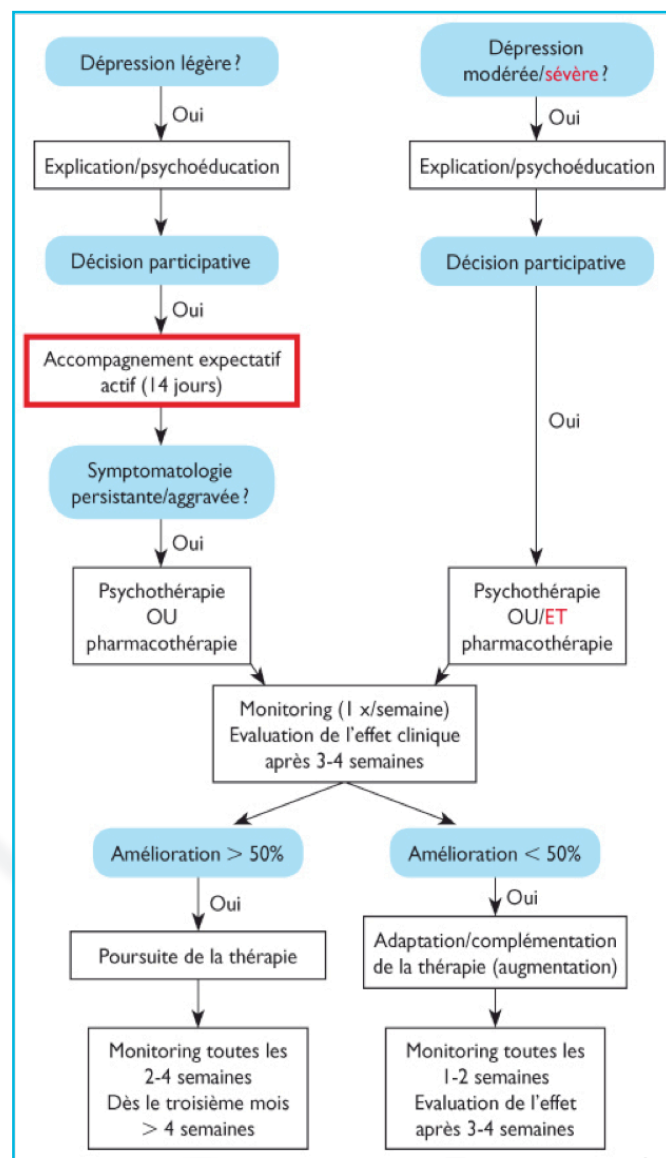 Dépression légère ?
Oui
Explication/psychoéducation
Décision participative
Oui
Accompagnement expectatif
actif (14 jours)
Symptomatologie
persistante/aggravée ?
Oui
Psychothérapie
OU
pharmacothérapie
Dépression
modérée/sévère ?
Oui
Explication/psychoéducation
Décision participative
Oui
Psychothérapie
OU/ET
pharmacothérapie
Monitoring (1 x/semaine)
Evaluation de l'effet clinique
après 3-4 semaines
Amélioration > 50%
Oui
Poursuite de la thérapie
Monitoring toutes les
2-4 semaines
Dès le troisième mois
> 4 semaines
Amélioration < 50%
Oui
Adaptation/complémentation
de la thérapie (augmentation)
Monitoring toutes les
1-2 semaines
Evaluation de l'effet
après 3-4 semaines